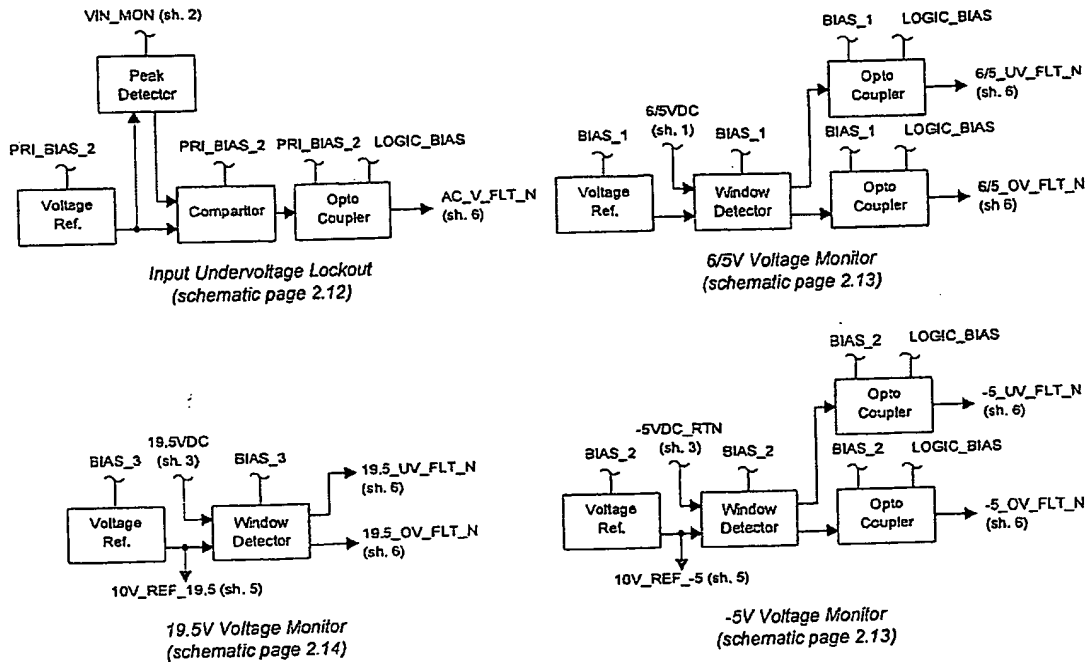 VIN_MON (sh. 2)
Peak
Detector
PRI_BIAS_2
PRI_BIAS_2
PRI_BIAS_2
LOGIC_BIAS
Voltage
Ref.
Comparttor
Opto
Coupler
AC_V_FLT_N
(sh. 6)
Input Undervoltage Lockout
(schematic page 2.12)
BIAS_1
LOGIC_BIAS
Opto
Coupler
6/5_UV_FLT_N
(sh. 6)
6/5VDC
(sh. 1)
BIAS_1
BIAS_1
BIAS_1
LOGIC_BIAS
Voltage
Ref.
Window
Detector
Opto
Coupler
6/5_OV_FLT_N
(sh 6)
6/5V Voltage Monitor
(schematic page 2.13)
19.5VDC
(sh. 3)
BIAS_3
BIAS_3
Voltage
Ref.
Window
Detector
19.5_UV_FLT_N
(sh. 6)
19.5_OV_FLT_N
(sh. 6)
10V_REF_19.5 (sh. 5)
19.5V Voltage Monitor
(schematic page 2.14)
BIAS_2
LOGIC_BIAS
Opto
Coupler
-5_UV_FLT_N
(sh. 6)
-5VDC_RTN
(sh. 3)
BIAS_2
BIAS_2
BIAS_2
LOGIC_BIAS
Voltage
Ref.
Window
Detector
Opto
Coupler
-5_OV_FLT_N
(sh. 6)
10V_REF_-5 (sh. 5)
-5V Voltage Monitor
(schematic page 2.13)